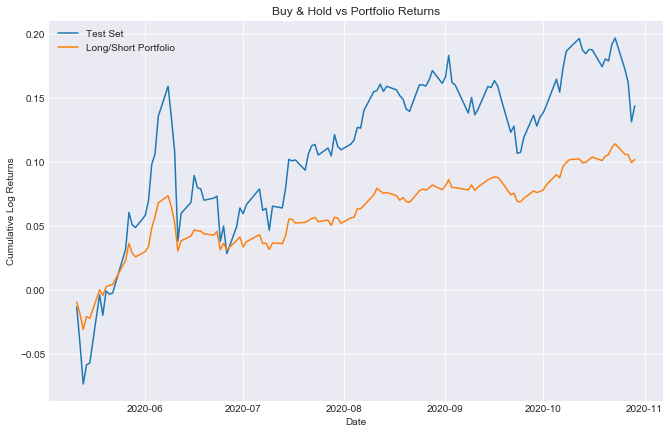 Buy & Hold vs Portfolio Returns
Test Set
Long/Short Portfolio
Cumulative Log Returns
0.20
0.15
0.10
0.05
0.00
−0.05
2020-06
2020-07
2020-08
2020-09
2020-10
2020-11
Date